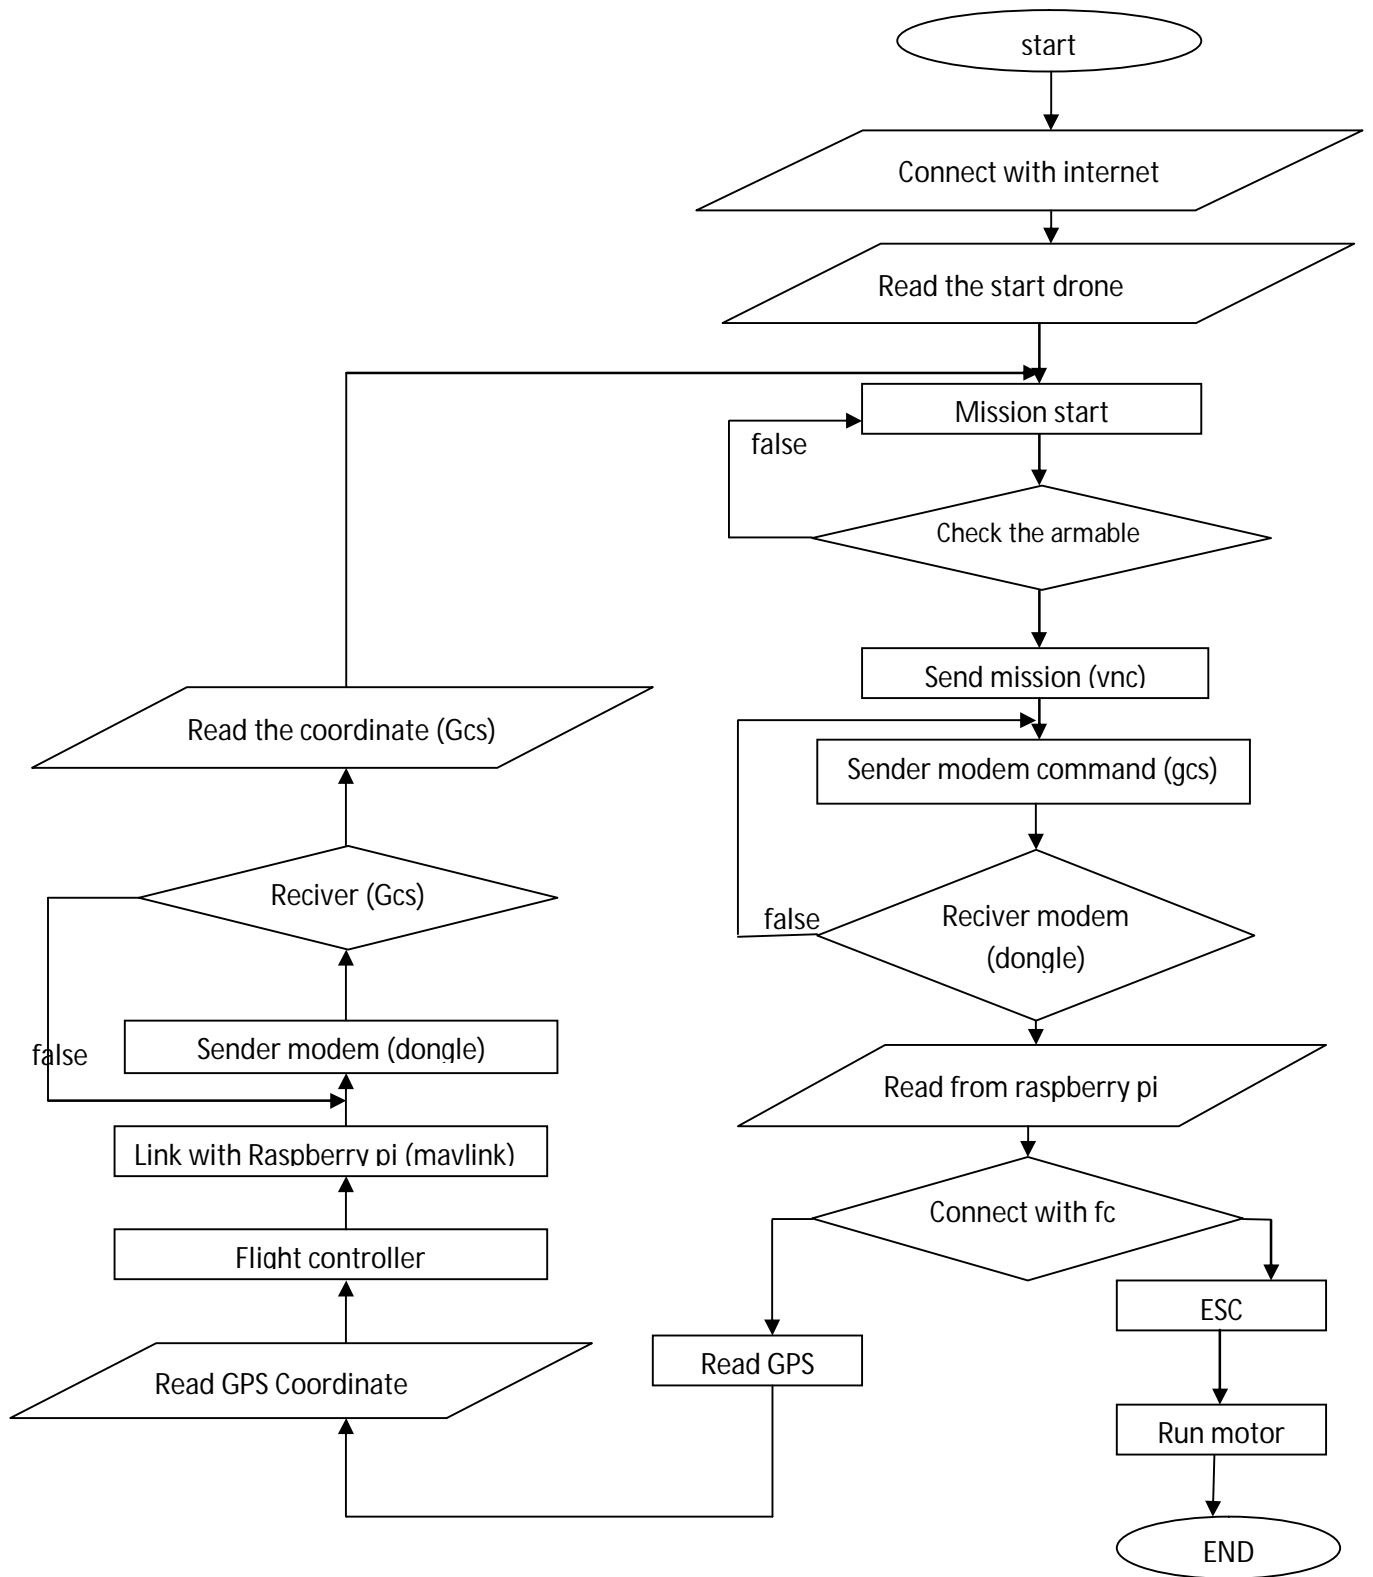 start
Connect with internet
Read the start drone
Mission start
false
Check the armable
Send mission (vnc)
Sender modem command (gcs)
false
Reciver modem
(dongle)
Read from raspberry pi
Connect with fc
ESC
Run motor
END
Read GPS
Read GPS Coordinate
Flight controller
Link with Raspberry pi (mavlink)
Sender modem (dongle)
false
Reciver (Gcs)
Read the coordinate (Gcs)